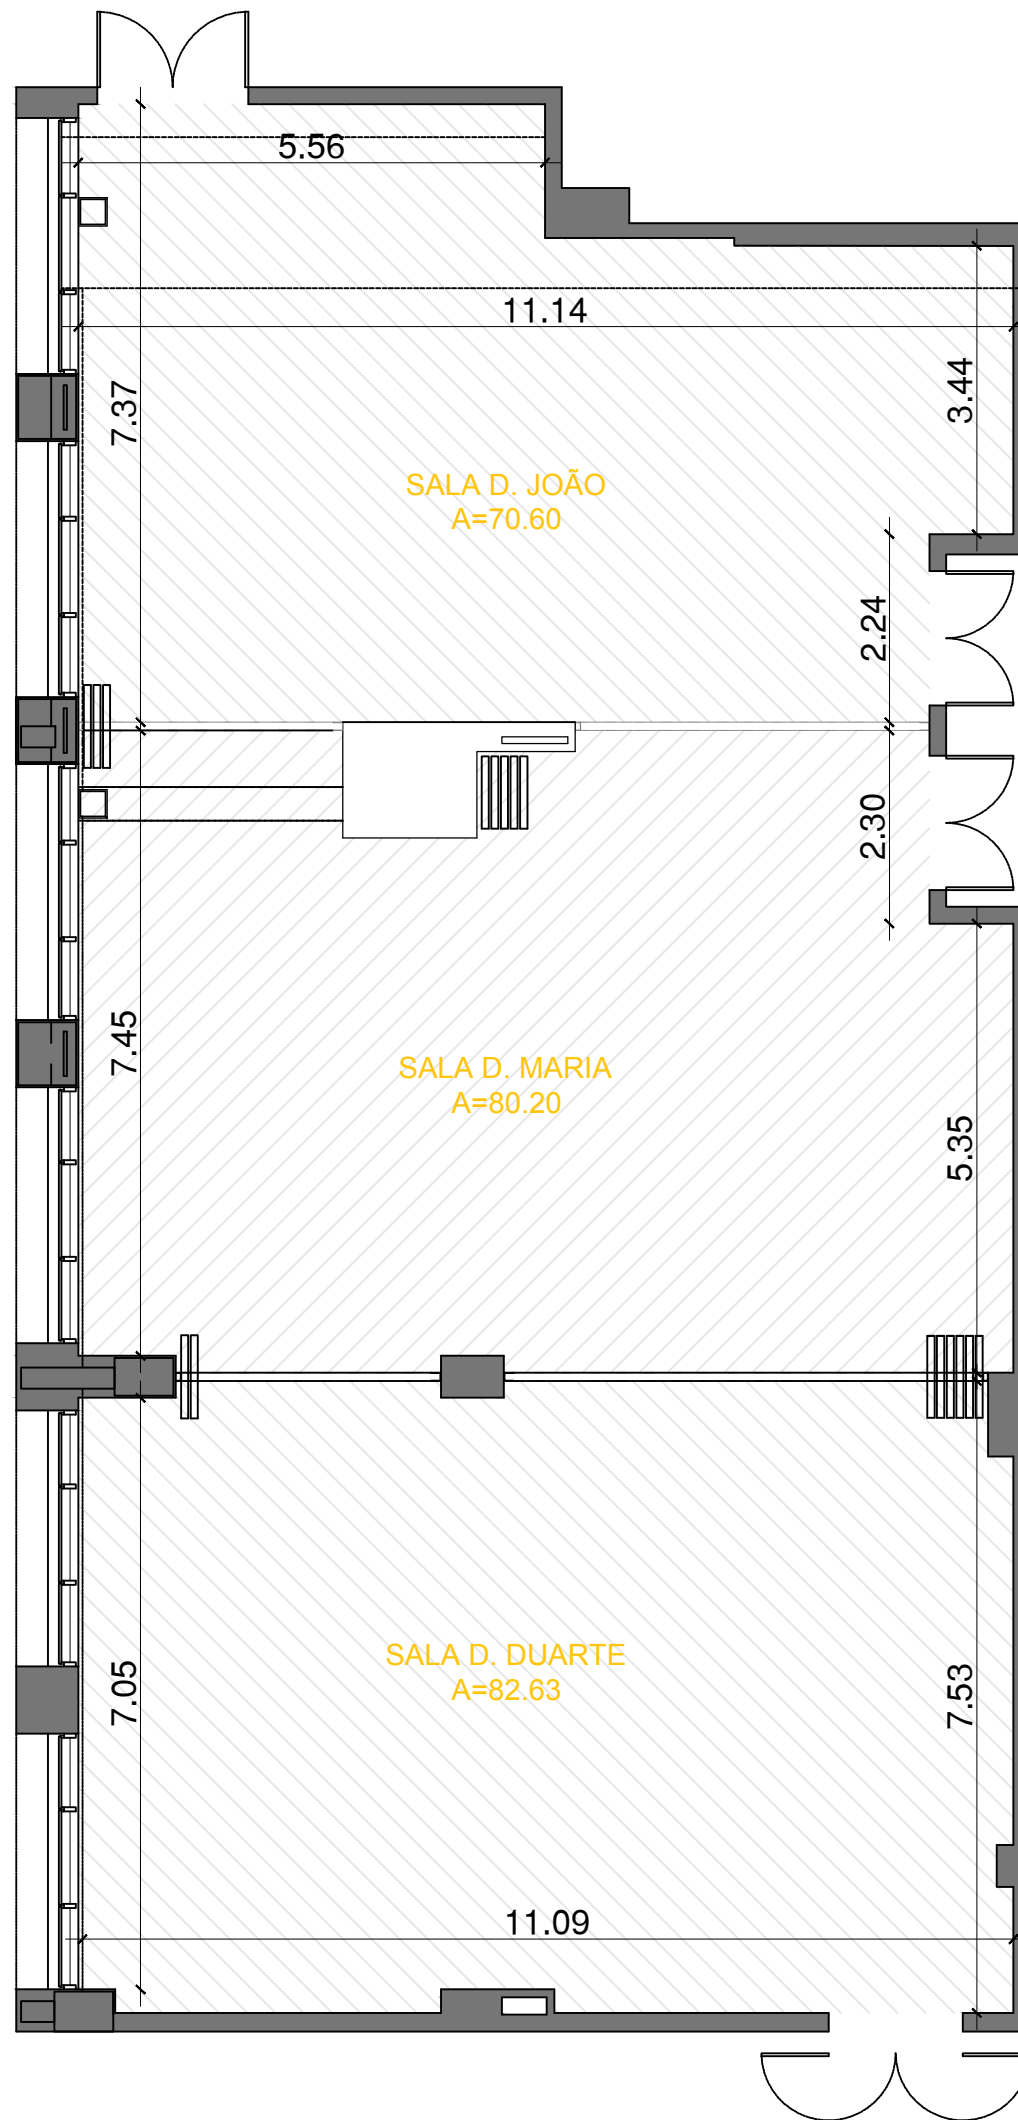 5.56
11.14
7.37
3.44
SALA D. JOÃO
A=70.60
2.24
2.30
7.45
SALA D. MARIA
A=80.20
5.35
SALA D. DUARTE
A=82.63
7.05
7.53
11.09